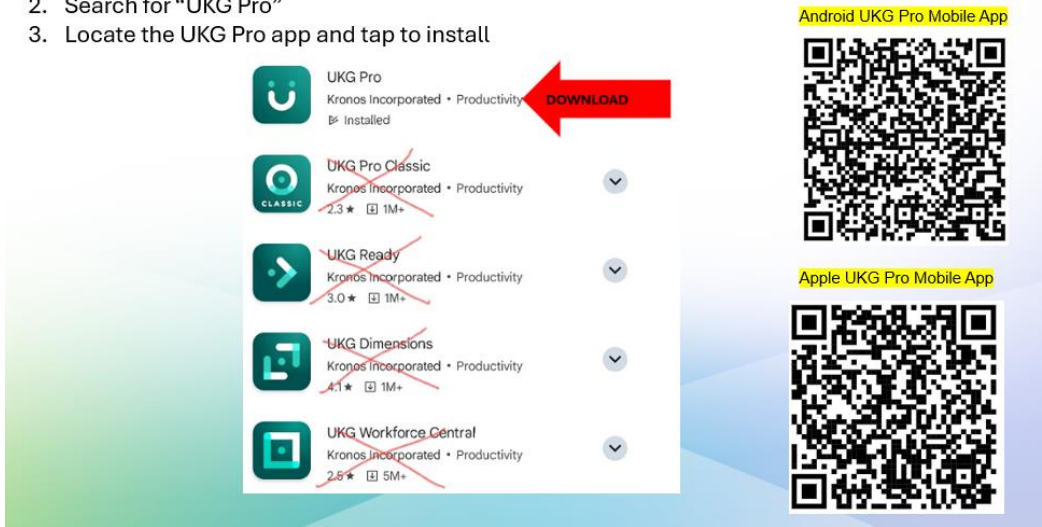 2. Search for “UKG Pro”
3. Locate the UKG Pro app and tap to install
UKG Pro
Kronos Incorporated • Productivity
DOWNLOAD
Installed
UKG Pro Classic
Kronos Incorporated • Productivity
CLASSIC
2.3★ 1M+
UKG Ready
Kronos Incorporated • Productivity
3.0★ 1M+
UKG Dimensions
Kronos Incorporated • Productivity
4.1★ 1M+
UKG Workforce Central
Kronos Incorporated • Productivity
2.5★ 5M+
Android UKG Pro Mobile App
Apple UKG Pro Mobile App